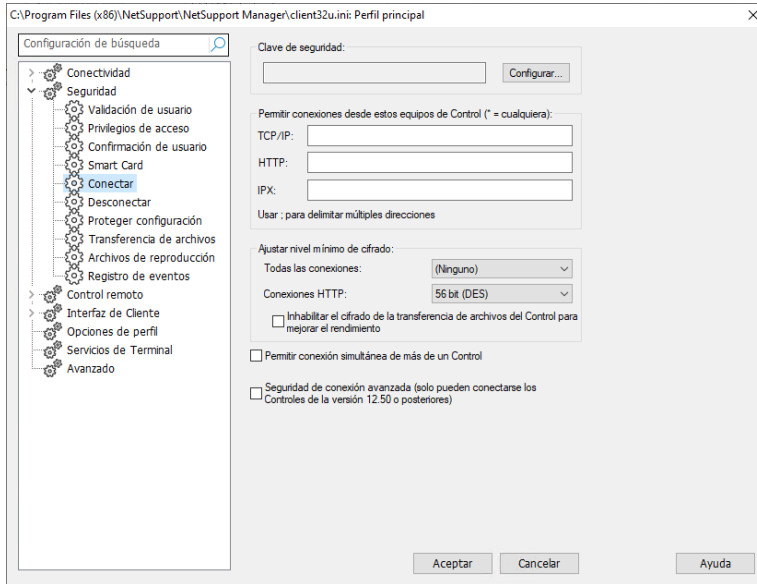 C:\Program Files (x86)\NetSupport\NetSupport Manager\client32u.ini: Perfil principal
Configuración de búsqueda
Conectividad
Seguridad
Validación de usuario
Privilegios de acceso
Confirmación de usuario
Smart Card
Conectar
Desconectar
Proteger configuración
Transferencia de archivos
Archivos de reproducción
Registro de eventos
Control remoto
Interfaz de Cliente
Opciones de perfil
Servicios de Terminal
Avanzado
Clave de seguridad:
Configurar...
Permitir conexiones desde estos equipos de Control (* = cualquiera):
TCP/IP:
HTTP:
IPX:
Usar ; para delimitar múltiples direcciones
Ajustar nivel mínimo de cifrado:
Todas las conexiones: (Ninguno)
Conexiones HTTP: 56 bit (DES)
Inhabilitar el cifrado de la transferencia de archivos del Control para
mejorar el rendimiento
Permitir conexión simultánea de más de un Control
Seguridad de conexión avanzada (solo pueden conectarse los
Controles de la versión 12.50 o posteriores)
Aceptar Cancelar Ayuda